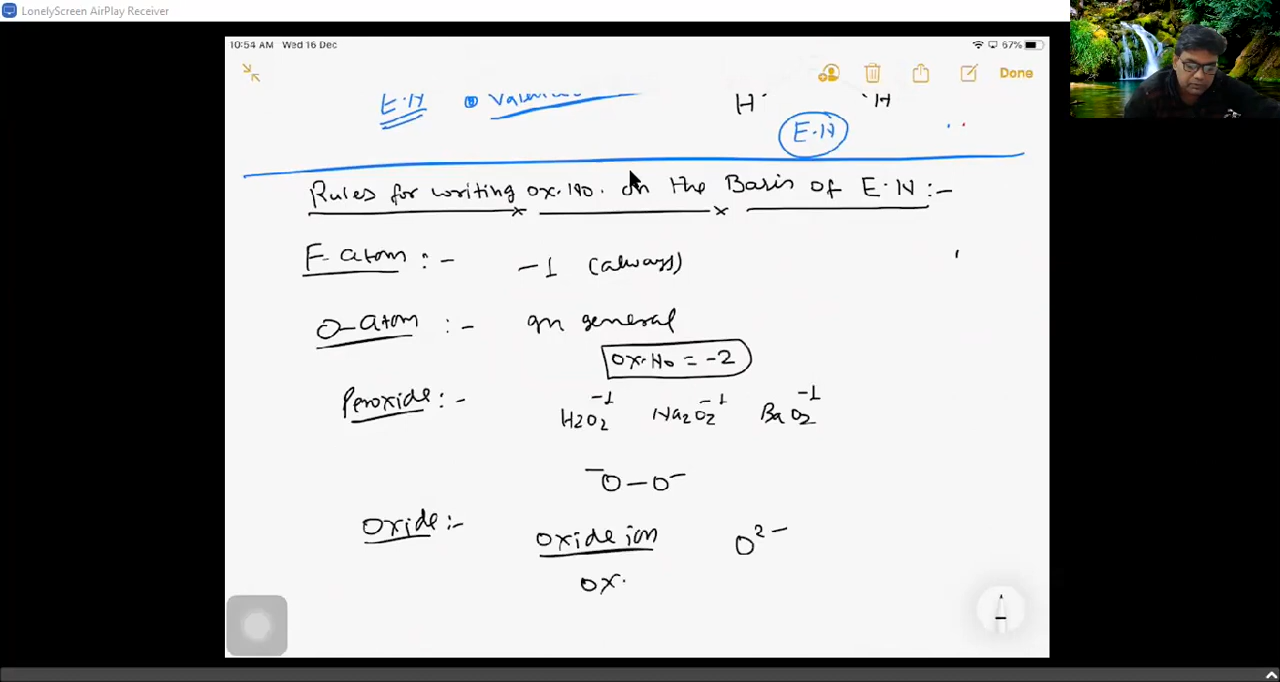 LonelyScreen AirPlay Receiver
10:54 AM Wed 16 Dec
67%
Done
E.N
H H
E.N
Rules for writing ox.no. on the Basis of E.N :-
F-atom :- -1 (always)
O-atom :- gn general
OX.No = -2
Peroxide :- H2O2 -1 Na2O2 -1 BaO2 -1
-O-O-
Oxide :- Oxide ion O2-
OX.